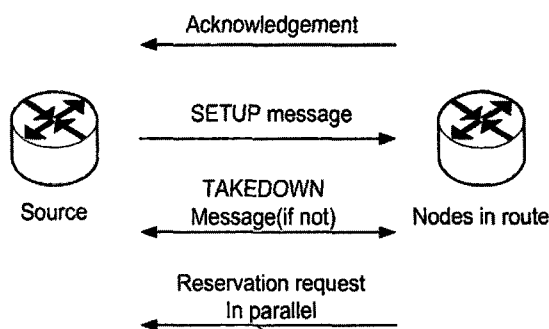 Acknowledgement
SETUP message
TAKEDOWN
Message(if not)
Source
Nodes in route
Reservation request
In parallel